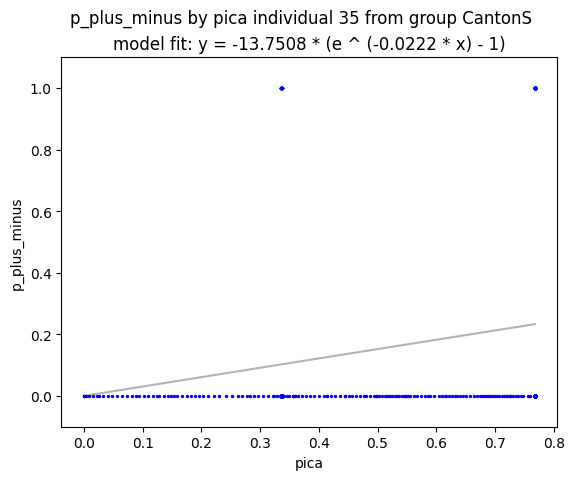 p_plus_minus by pica individual 35 from group CantonS
model fit: y = -13.7508 * (e ^ (-0.0222 * x) - 1)
1.0
0.8
0.6
0.4
0.2
0.0
p_plus_minus
0.0 0.1 0.2 0.3 0.4 0.5 0.6 0.7 0.8
pica